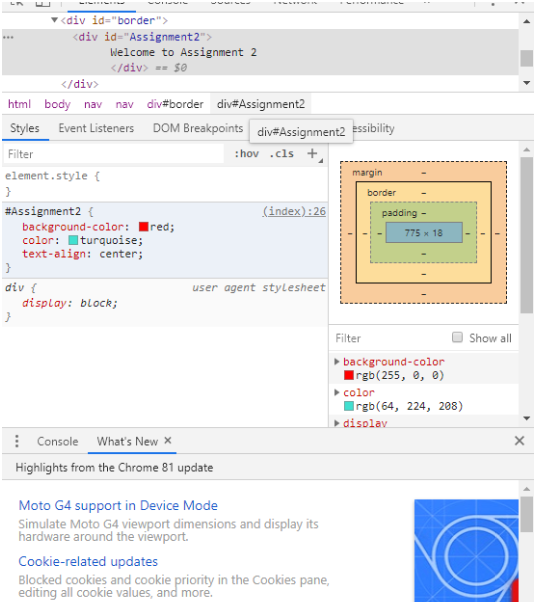 Elements Console Sources Network Performance
▼<div id="border">
... <div id="Assignment2">
Welcome to Assignment 2
</div> == $0
</div>
html body nav nav div#border div#Assignment2
Styles Event Listeners DOM Breakpoints essibility
div#Assignment2
Filter :hov .cls +
element.style {
}
#Assignment2 { (index):26
background-color: red;
color: turquoise;
text-align: center;
}
div { user agent stylesheet
display: block;
}
margin -
border -
padding -
- - - 775 × 18 - - -
-
-
-
Filter Show all
background-color
rgb(255, 0, 0)
color
rgb(64, 224, 208)
display
Console What's New ×
Highlights from the Chrome 81 update
Moto G4 support in Device Mode
Simulate Moto G4 viewport dimensions and display its
hardware around the viewport.
Cookie-related updates
Blocked cookies and cookie priority in the Cookies pane,
editing all cookie values, and more.